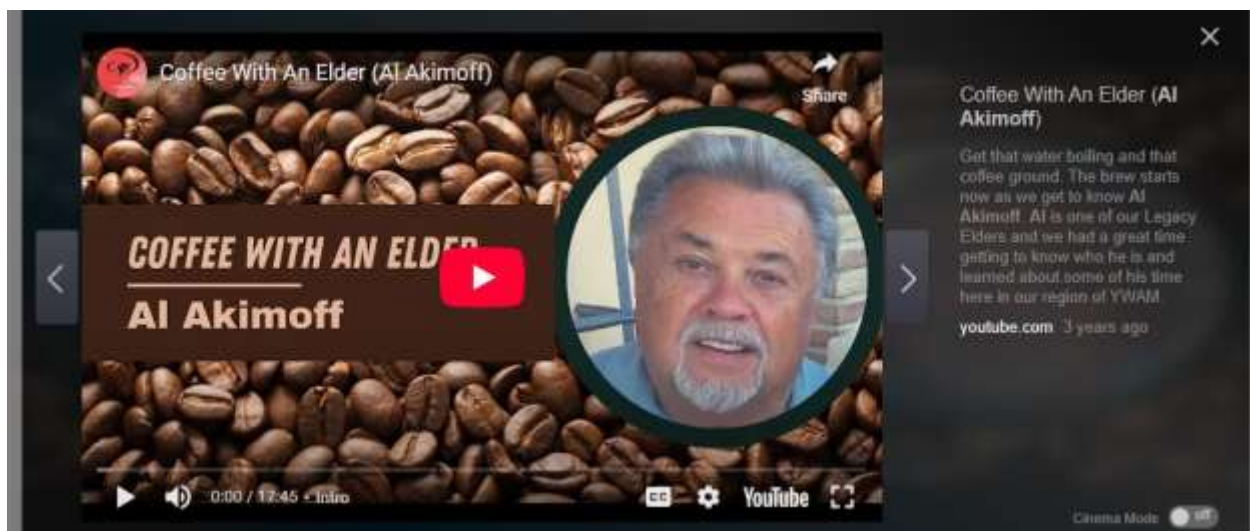 Coffee With An Elder (Al Akimoff)
Share
COFFEE WITH AN ELDER
Al Akimoff
0:00 / 17:45 • Intro
CC
YouTube
Coffee With An Elder (Al
Akimoff)
Get that water boiling and that
coffee ground. The brew starts
now as we get to know Al
Akimoff. Al is one of our Legacy
Elders and we had a great time
getting to know who he is and
learned about some of his time
here in our region of YWAM
youtube.com 3 years ago
Cinema Mode off